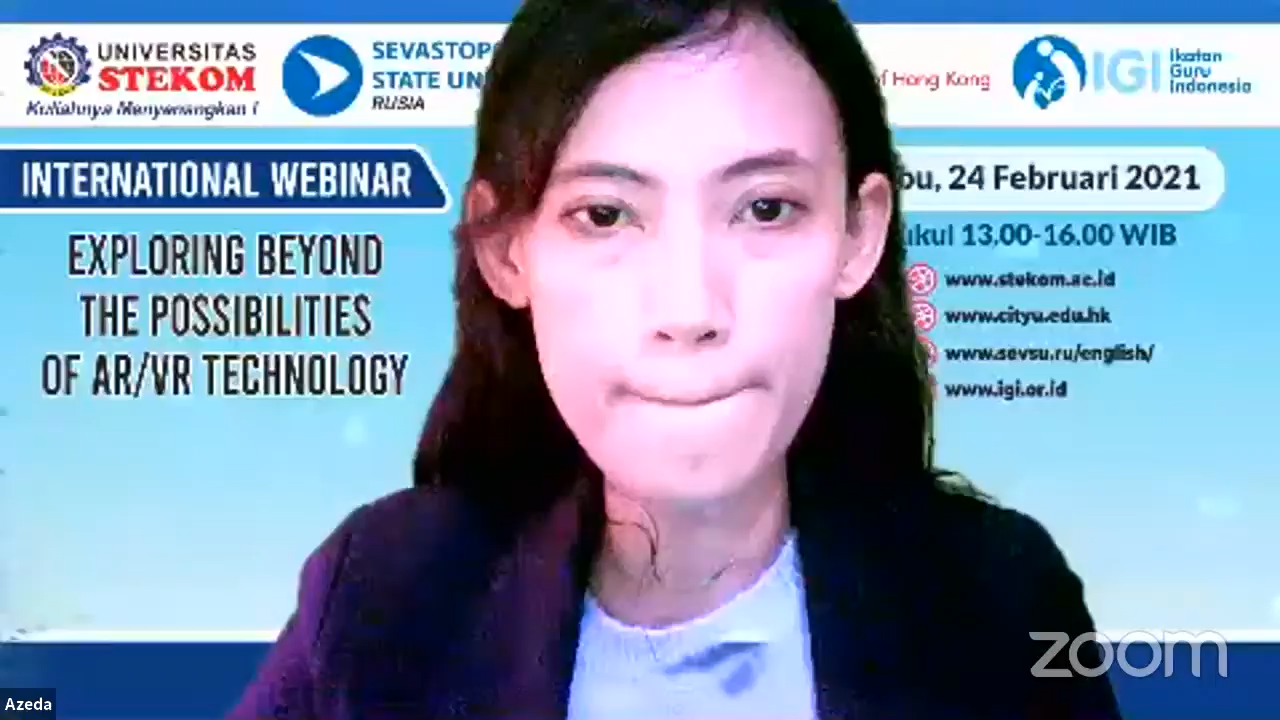 UNIVERSITAS
STEKOM
Kuliahnya Menyenangkan !
SEVASTOPO
STATE UN
RUSIA
of Hong Kong
IGI
Ikatan
Guru
Indonesia
INTERNATIONAL WEBINAR
EXPLORING BEYOND
THE POSSIBILITIES
OF AR/VR TECHNOLOGY
bu, 24 Februari 2021
ukul 13.00-16.00 WIB
www.stekom.ac.id
www.cityu.edu.hk
www.sevsu.ru/english/
www.igi.or.id
zoom
Azeda